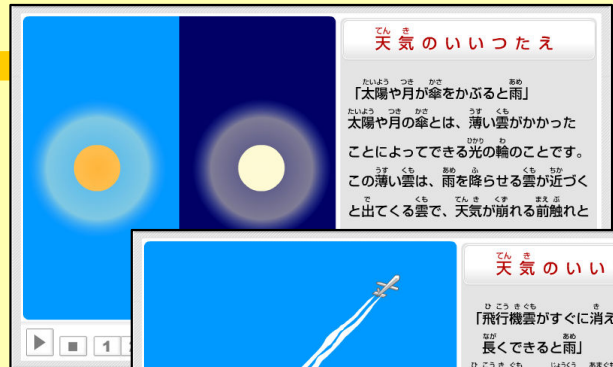 天気のいいつたえ
「太陽や月が傘をかぶると雨」
太陽や月の傘とは、薄い雲がかかった
ことによってできる光の輪のことです。
この薄い雲は、雨を降らせる雲が近づく
と出てくる雲で、天気が崩れる前触れと
1
天気のいい
「飛行機雲がすぐに消え
長くできると雨」